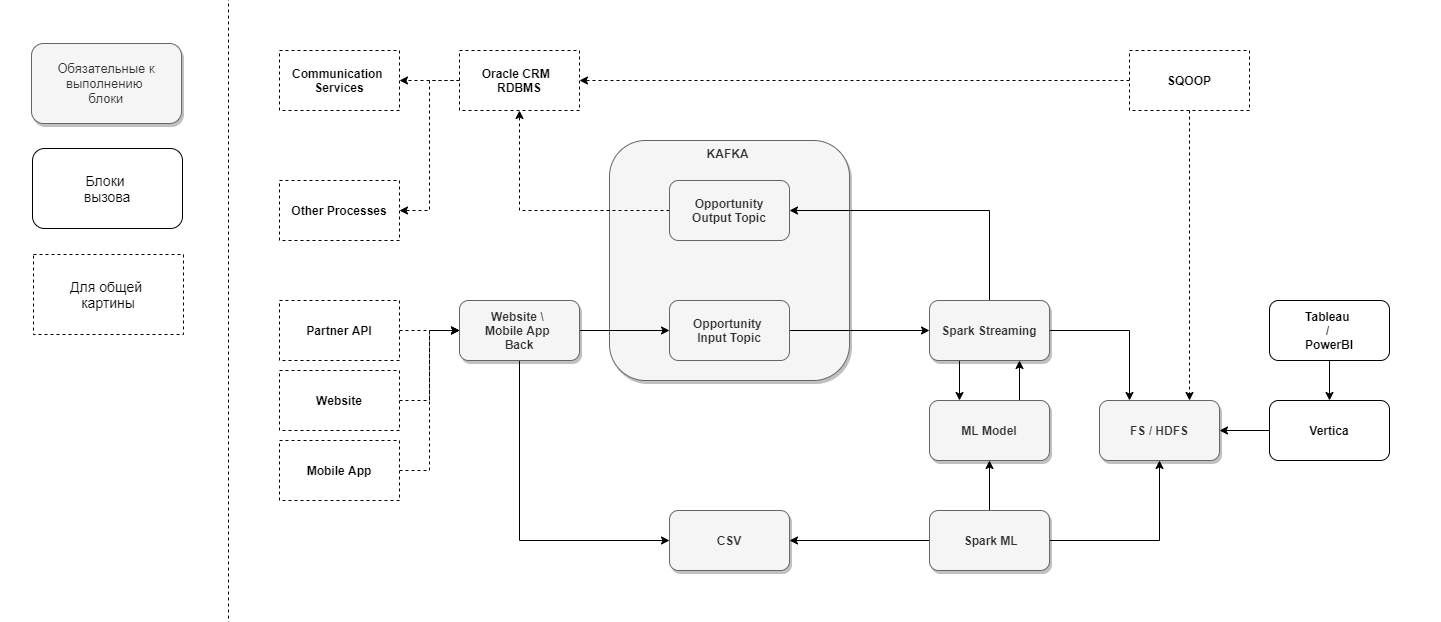 Обязательные к
выполнению
блоки
Блоки
вызова
Для общей
картины
Communication
Services
Oracle CRM
RDBMS
SQOOP
KAFKA
Other Processes
Opportunity
Output Topic
Partner API
Website
Mobile App
Website \
Mobile App
Back
Opportunity
Input Topic
Spark Streaming
Tableau
/
PowerBI
ML Model
FS / HDFS
Vertica
CSV
Spark ML